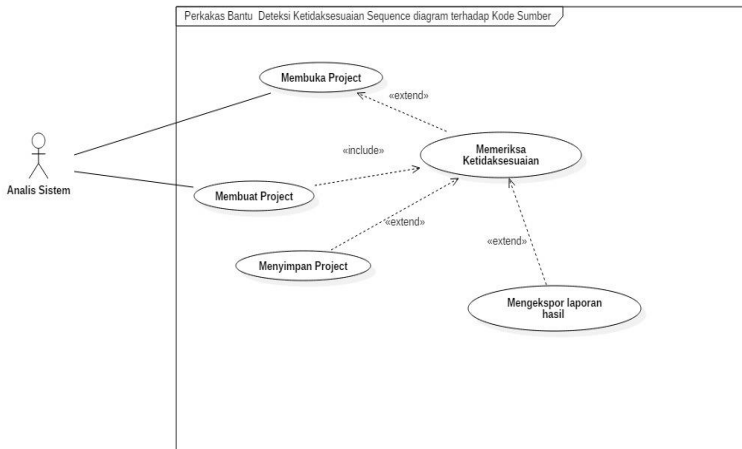 Perkakas Bantu Deteksi Ketidaksesuaian Sequence diagram terhadap Kode Sumber
Membuka Project
«extend»
Memeriksa
Ketidaksesuaian
«include»
Analis Sistem
Membuat Project
«extend»
Menyimpan Project
«extend»
Mengekspor laporan
hasil